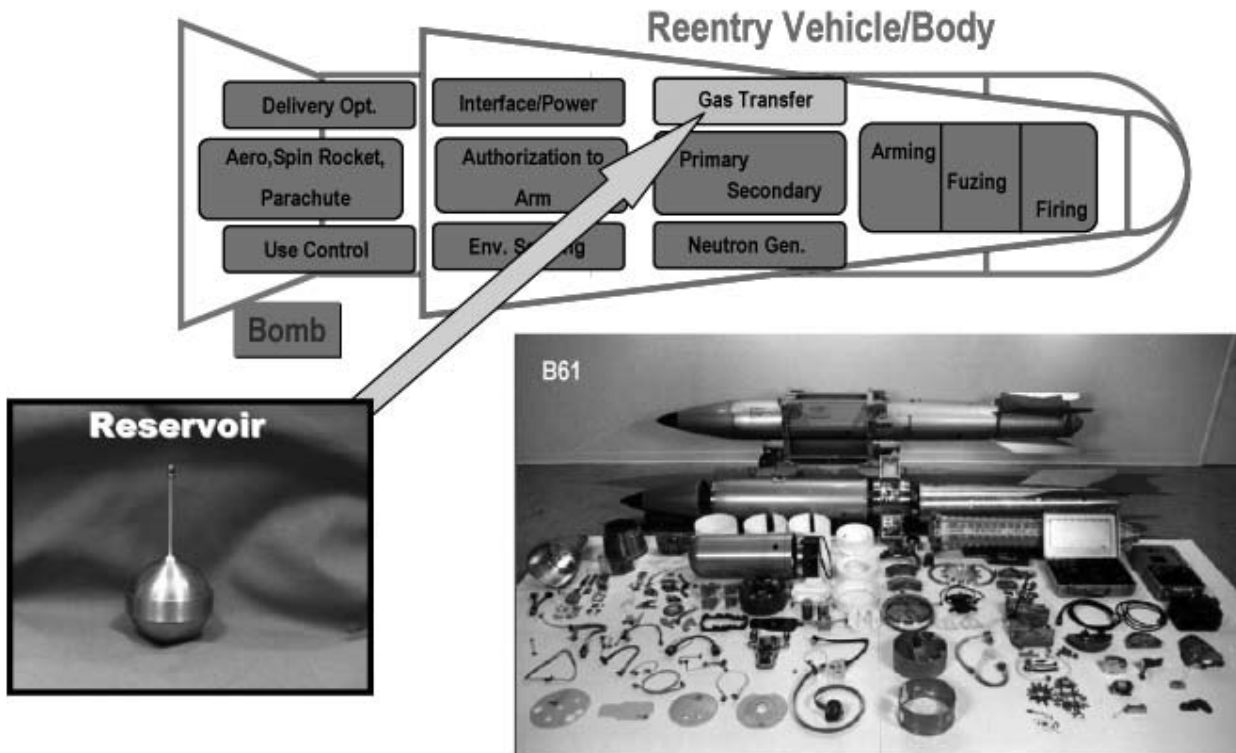 Reentry Vehicle/Body
Delivery Opt.
Interface/Power
Gas Transfer
Aero,Spin Rocket,
Parachute
Authorization to
Arm
Primary
Secondary
Arming
Fuzing
Firing
Use Control
Env.
Neutron Gen.
Bomb
B61
Reservoir